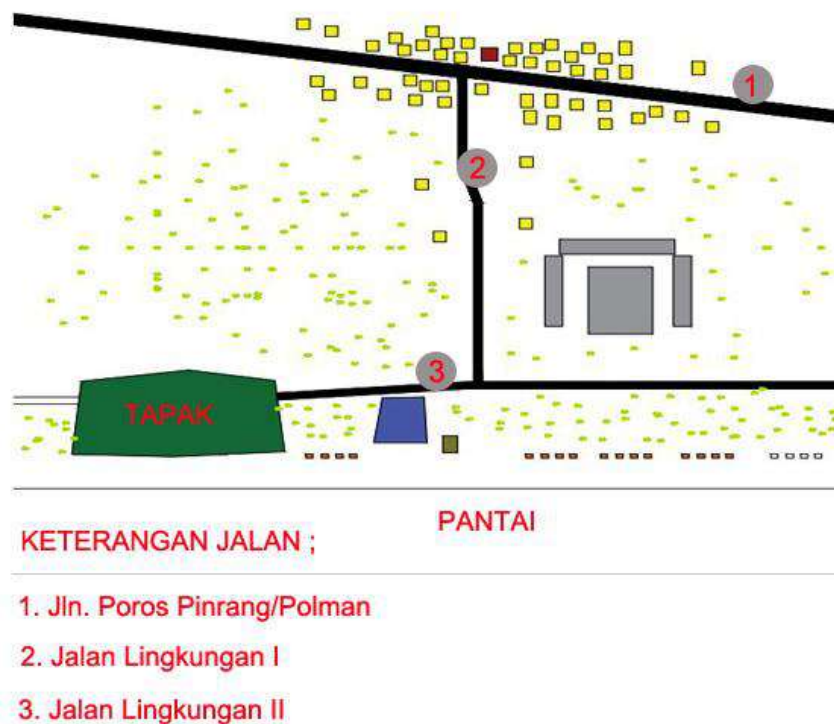 1
2
3
TAPAK
PANTAI
KETERANGAN JALAN ;
1. Jln. Poros Pinrang/Polman
2. Jalan Lingkungan I
3. Jalan Lingkungan II